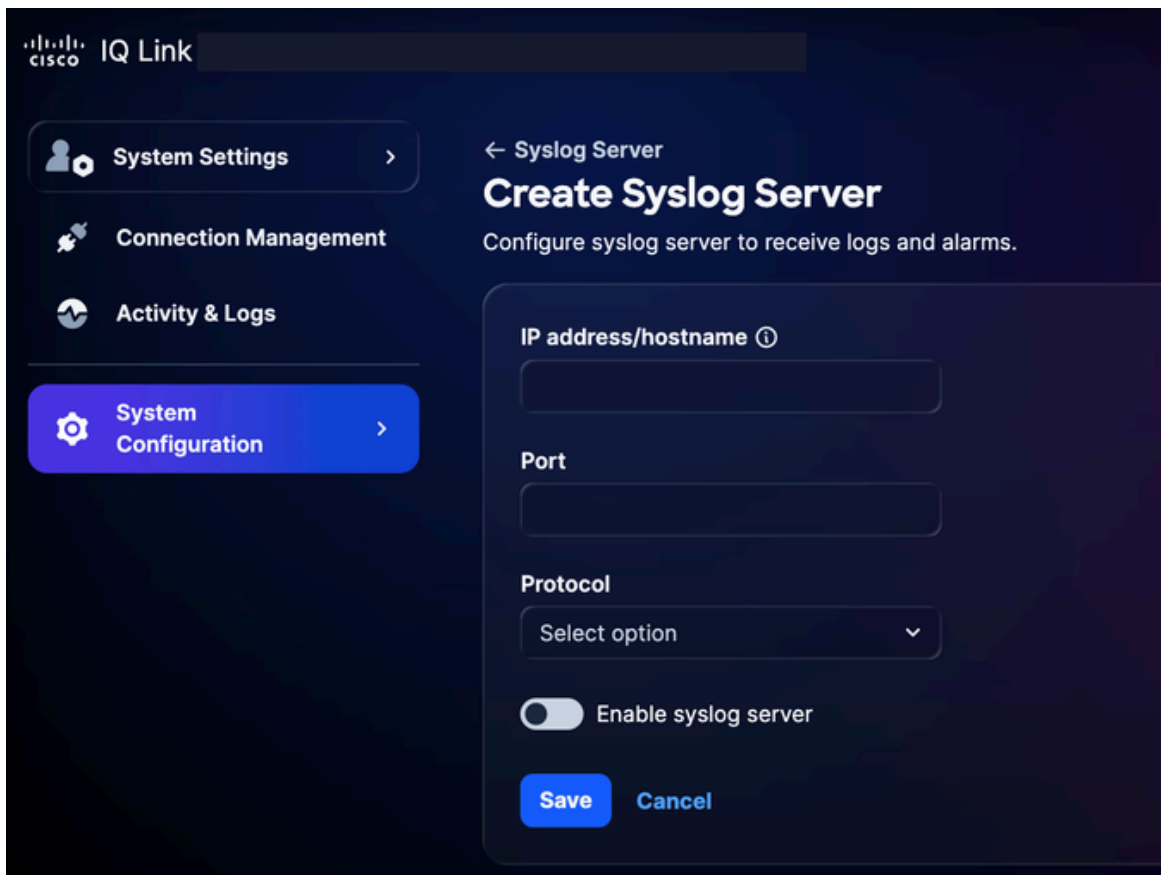 cisco IQ Link
System Settings
Connection Management
Activity & Logs
System
Configuration
← Syslog Server
Create Syslog Server
Configure syslog server to receive logs and alarms.
IP address/hostname
Port
Protocol
Select option
Enable syslog server
Save Cancel